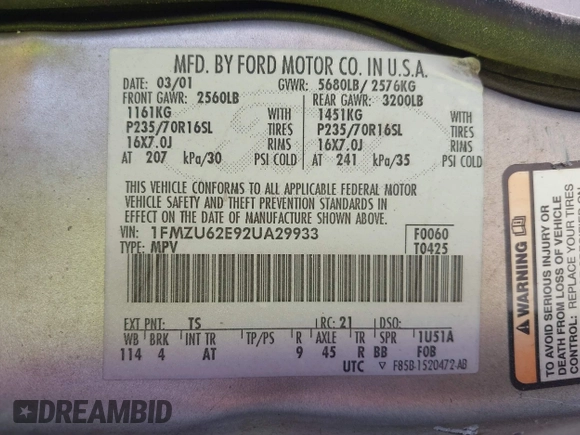 MFD. BY FORD MOTOR CO. IN U.S.A.
DATE: 03/01 GVWR: 5680LB/ 2576KG
FRONT GAWR: 2560LB REAR GAWR: 3200LB
1161KG WITH 1451KG WITH
P235/70R16SL TIRES P235/70R16SL TIRES
16X7.0J RIMS 16X7.0J RIMS
AT 207 kPa/30 PSI COLD AT 241 kPa/35 PSI COLD
THIS VEHICLE CONFORMS TO ALL APPLICABLE FEDERAL MOTOR
VEHICLE SAFETY AND THEFT PREVENTION STANDARDS IN
EFFECT ON THE DATE OF MANUFACTURE SHOWN ABOVE.
VIN: 1FMZU62E92UA29933 F0060
TYPE: MPV T0425
EXT PNT: TS RC: 21 DSO:
WB BRK INT TR TP/PS R AXLE TR SPR 1U51A
114 4 AT 9 45 R BB FOB
UTC ▽ F85B-1520472-AB
⚠ WARNING
TO AVOID SERIOUS INJURY OR
DEATH FROM LOSS OF VEHICLE
CONTROL: REPLACE YOUR TIRES
DREAMBID